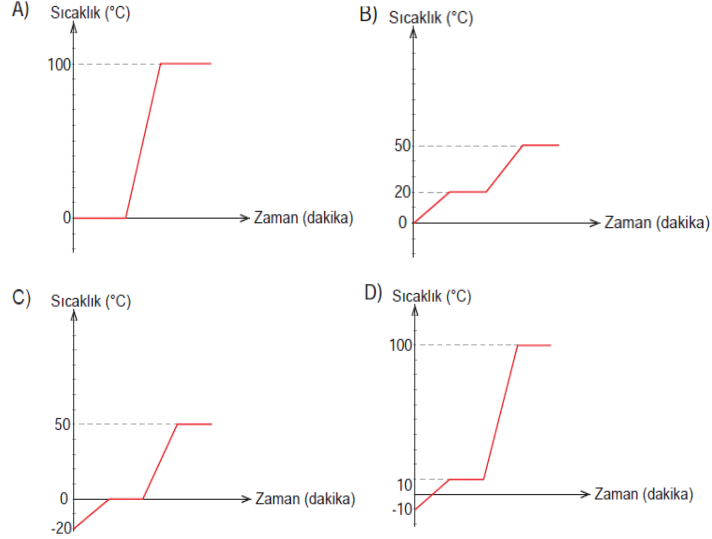 A) Sıcaklık (°C)
100
0
Zaman (dakika)
B) Sıcaklık (°C)
50
20
0
Zaman (dakika)
C) Sıcaklık (°C)
50
0
-20
Zaman (dakika)
D) Sıcaklık (°C)
100
10
-10
Zaman (dakika)